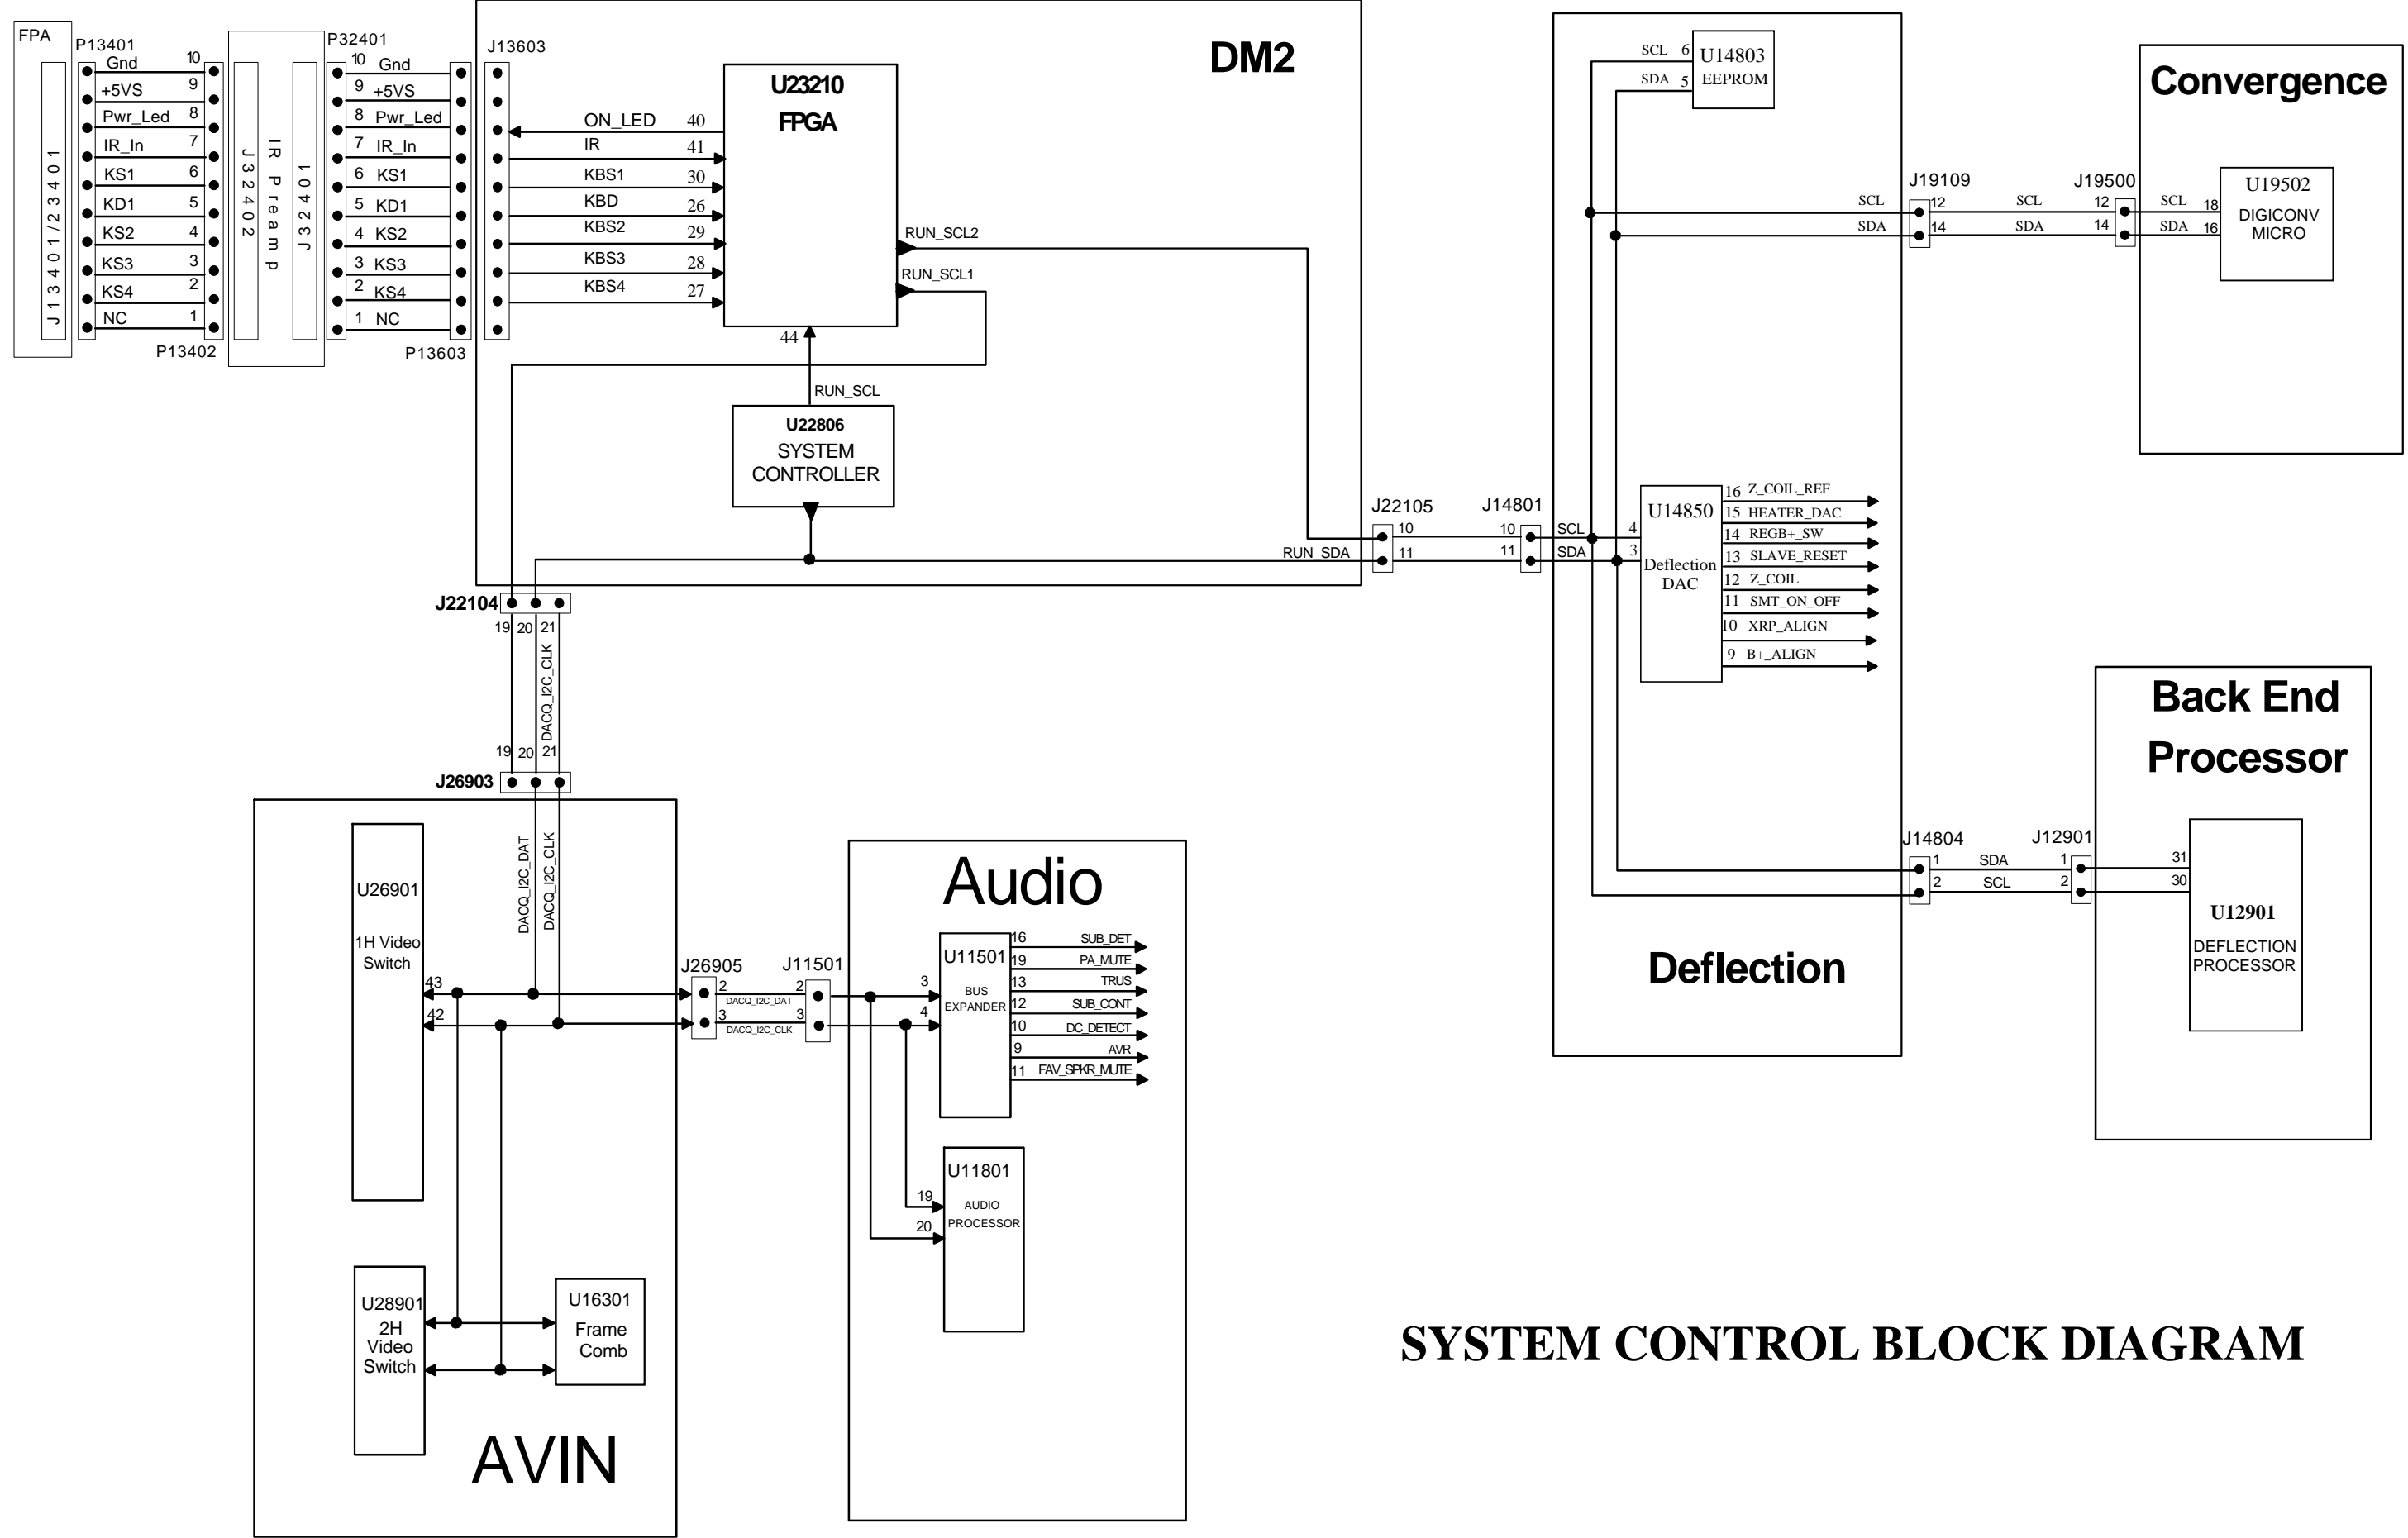 FPA
P13401
Gnd 10
+5VS 9
Pwr_Led 8
IR_In 7
KS1 6
KD1 5
KS2 4
KS3 3
KS4 2
NC 1
P13402
J13401/23401
J32402
IR Preamp
J32401
P32401
10 Gnd
9 +5VS
8 Pwr_Led
7 IR_In
6 KS1
5 KD1
4 KS2
3 KS3
2 KS4
1 NC
P13603
J13603
DM2
U23210
FPGA
ON_LED 40
IR 41
KBS1 30
KBD 26
KBS2 29
KBS3 28
KBS4 27
44
RUN_SCL2
RUN_SCL1
RUN_SCL
U22806
SYSTEM
CONTROLLER
RUN_SDA
J22105
10
11
J14801
10
11
J22104
19 20 21
DACQ_I2C_CLK
19 20 21
J26903
DACQ_I2C_DAT
DACQ_I2C_CLK
U26901
1H Video
Switch
43
42
U28901
2H
Video
Switch
U16301
Frame
Comb
AVIN
J26905
2
3
DACQ_I2C_DAT
DACQ_I2C_CLK
J11501
2
3
Audio
U11501
BUS
EXPANDER
3
4
16 SUB_DET
19 PA_MUTE
13 TRUS
12 SUB_CONT
10 DC_DETECT
9 AVR
11 FAV_SPKR_MUTE
U11801
AUDIO
PROCESSOR
19
20
SCL 6
SDA 5
U14803
EEPROM
SCL
SDA
SCL 4
SDA 3
U14850
Deflection
DAC
16 Z_COIL_REF
15 HEATER_DAC
14 REGB+_SW
13 SLAVE_RESET
12 Z_COIL
11 SMT_ON_OFF
10 XRP_ALIGN
9 B+_ALIGN
Deflection
J19109
12 SCL 12
14 SDA 14
J19500
SCL 18
SDA 16
Convergence
U19502
DIGICONV
MICRO
J14804
1 SDA 1
2 SCL 2
J12901
31
30
Back End
Processor
U12901
DEFLECTION
PROCESSOR
SYSTEM CONTROL BLOCK DIAGRAM